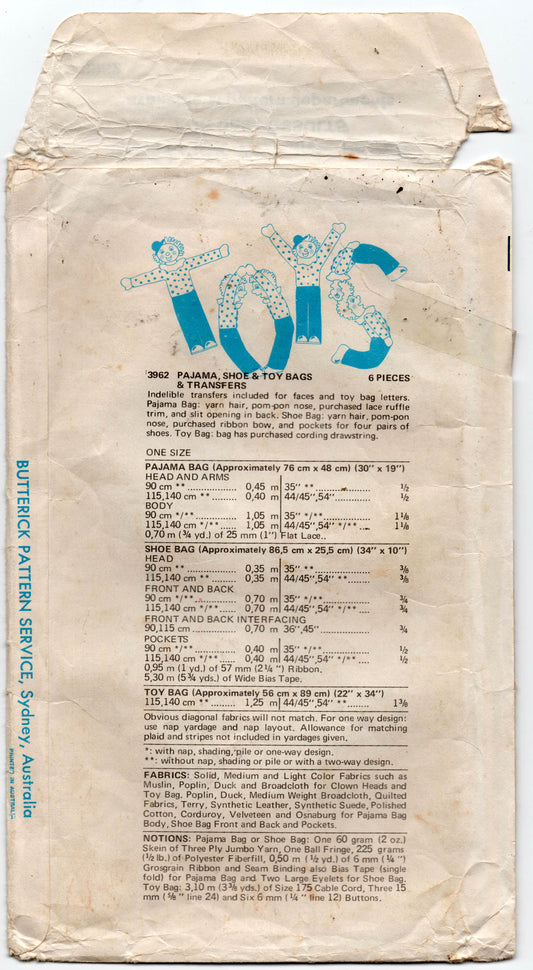 TOYS
3962 PAJAMA, SHOE & TOY BAGS & TRANSFERS 6 PIECES
Indelible transfers included for faces and toy bag letters.
Pajama Bag: yarn hair, pom-pon nose, purchased lace ruffle
trim, and slit opening in back. Shoe Bag: yarn hair, pom-pon
nose, purchased ribbon bow, and pockets for four pairs of
shoes. Toy Bag: bag has purchased cording drawstring.
ONE SIZE
PAJAMA BAG (Approximately 76 cm x 48 cm) (30" x 19")
HEAD AND ARMS
90 cm ** .................. 0,45 m 35" ** .................. ½
115,140 cm ** ......... 0,40 m 44/45",54" ** ......... ½
BODY
90 cm */** ............... 1,05 m 35" */** ............... 1⅛
115,140 cm */** ...... 1,05 m 44/45",54" */** ... 1⅛
0,70 m (¾ yd.) of 25 mm (1") Flat Lace..
SHOE BAG (Approximately 86,5 cm x 25,5 cm) (34" x 10")
HEAD
90 cm ** .................. 0,35 m 35" ** .................. ⅜
115,140 cm ** ......... 0,35 m 44/45",54" ** ......... ⅜
FRONT AND BACK
90 cm */** ............... 0,70 m 35" */** ............... ¾
115,140 cm */** ...... 0,70 m 44/45",54" */** .... ¾
FRONT AND BACK INTERFACING
90,115 cm ............... 0,70 m 36",45" ............... ¾
POCKETS
90 cm */** ............... 0,40 m 35" */** ............... ½
115,140 cm */** ...... 0,40 m 44/45",54" */** .... ½
0,95 m (1 yd.) of 57 mm (2¼ ") Ribbon.
5,30 m (5¾ yds.) of Wide Bias Tape.
TOY BAG (Approximately 56 cm x 89 cm) (22" x 34")
115,140 cm ** ......... 1,25 m 44/45",54" ** ........ 1⅜
Obvious diagonal fabrics will not match. For one way design:
use nap yardage and nap layout. Allowance for matching
plaid and stripes not included in yardages given.
*: with nap, shading, pile or one-way design.
**: without nap, shading or pile or with a two-way design.
FABRICS: Solid, Medium and Light Color Fabrics such as
Muslin, Poplin, Duck and Broadcloth for Clown Heads and
Toy Bag. Poplin, Duck, Medium Weight Broadcloth, Quilted
Fabrics, Terry, Synthetic Leather, Synthetic Suede, Polished
Cotton, Corduroy, Velveteen and Osnaburg for Pajama Bag
Body, Shoe Bag Front and Back and Pockets.
NOTIONS: Pajama Bag or Shoe Bag: One 60 gram (2 oz.)
Skein of Three Ply Jumbo Yarn, One Ball Fringe, 225 grams
(½ lb.) of Polyester Fiberfill, 0,50 m (½ yd.) of 6 mm (¼ ")
Grosgrain Ribbon and Seam Binding also Bias Tape (single
fold) for Pajama Bag and Two Large Eyelets for Shoe Bag.
Toy Bag: 3,10 m (3⅜ yds.) of Size 175 Cable Cord, Three 15
mm (⅝ " line 24) and Six 6 mm (¼ " line 12) Buttons.
BUTTERICK PATTERN SERVICE, Sydney, Australia
PRINTED IN AUSTRALIA